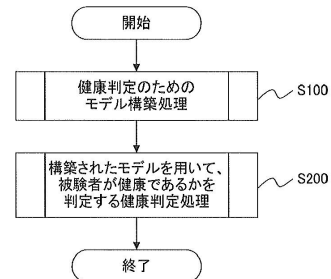 開始
健康判定のための
モデル構築処理
S100
構築されたモデルを用いて、
被験者が健康であるかを
判定する健康判定処理
S200
終了